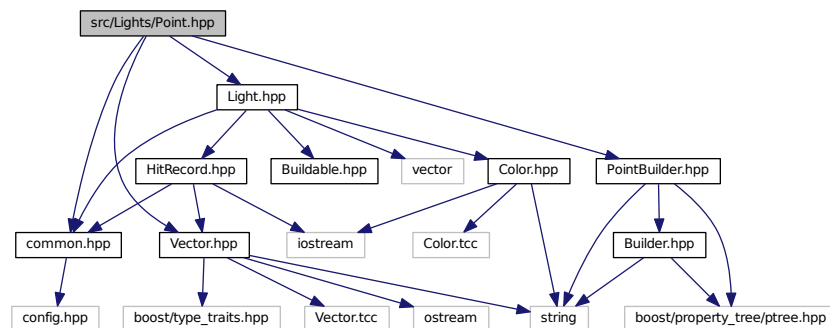 src/Lights/Point.hpp
Light.hpp
HitRecord.hpp
Buildable.hpp
vector
Color.hpp
PointBuilder.hpp
common.hpp
Vector.hpp
iostream
Color.tcc
Builder.hpp
config.hpp
boost/type_traits.hpp
Vector.tcc
ostream
string
boost/property_tree/ptree.hpp